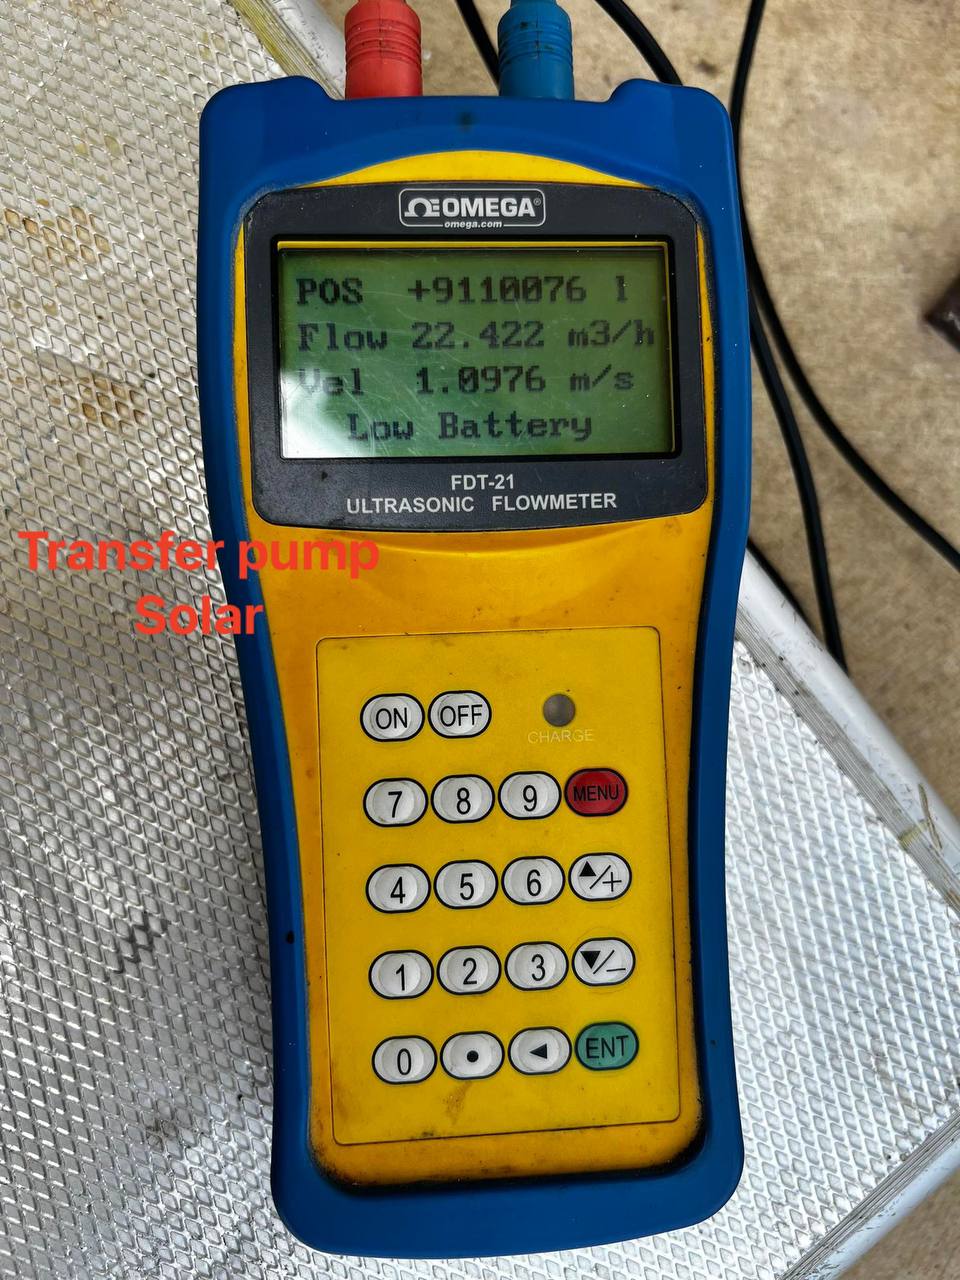 OMEGA®
omega.com
POS +9110076 l
Flow 22.422 m3/h
Vel 1.0976 m/s
Low Battery
FDT-21
ULTRASONIC FLOWMETER
Transfer pump
Solar
ON OFF
CHARGE
7 8 9 MENU
4 5 6 ▲/+
1 2 3 ▼/−
0 • ◄ ENT